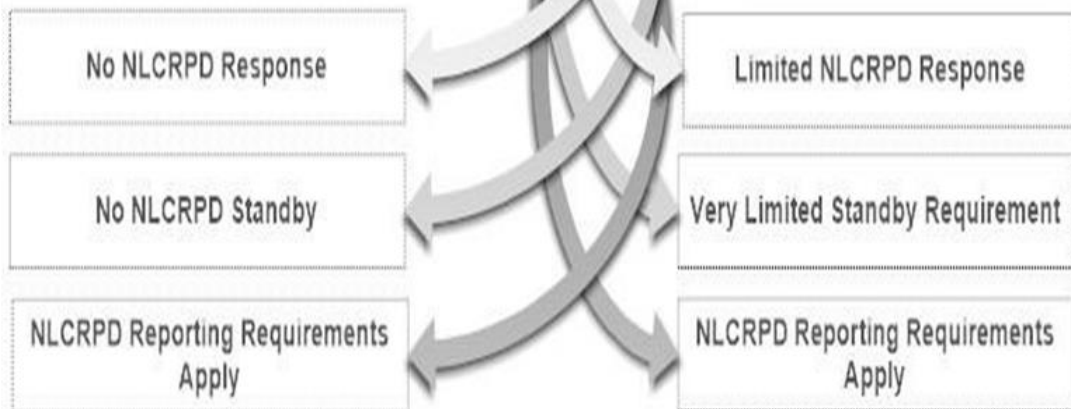 No NLCRPD Response
Limited NLCRPD Response
No NLCRPD Standby
Very Limited Standby Requirement
NLCRPD Reporting Requirements
Apply
NLCRPD Reporting Requirements
Apply